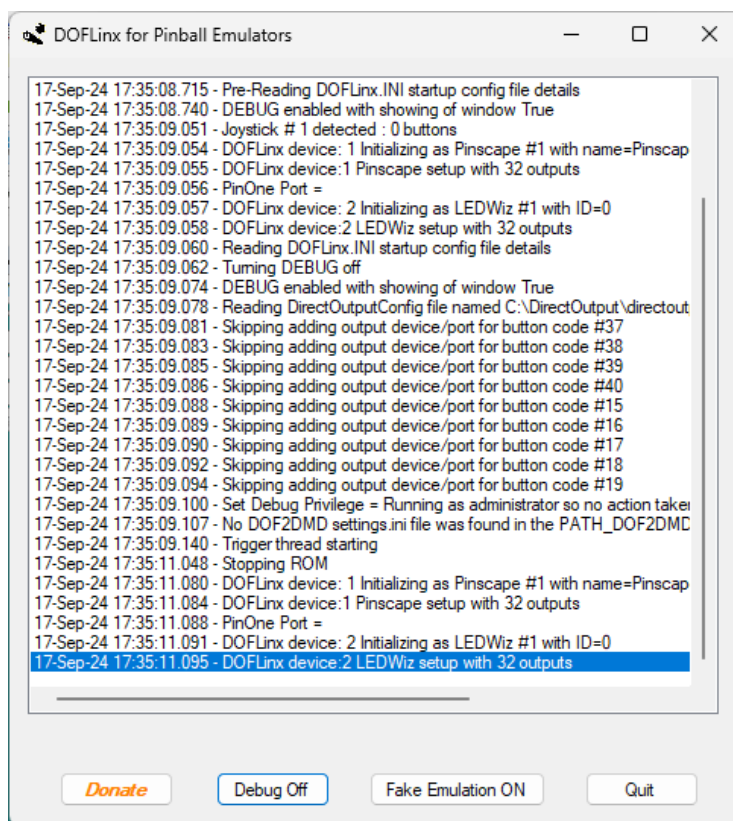 DOFLinx for Pinball Emulators
17-Sep-24 17:35:08.715 - Pre-Reading DOFLinx.INI startup config file details
17-Sep-24 17:35:08.740 - DEBUG enabled with showing of window True
17-Sep-24 17:35:09.051 - Joystick # 1 detected : 0 buttons
17-Sep-24 17:35:09.054 - DOFLinx device: 1 Initializing as Pinscape #1 with name=Pinscap
17-Sep-24 17:35:09.055 - DOFLinx device:1 Pinscape setup with 32 outputs
17-Sep-24 17:35:09.056 - PinOne Port =
17-Sep-24 17:35:09.057 - DOFLinx device: 2 Initializing as LEDWiz #1 with ID=0
17-Sep-24 17:35:09.058 - DOFLinx device:2 LEDWiz setup with 32 outputs
17-Sep-24 17:35:09.060 - Reading DOFLinx.INI startup config file details
17-Sep-24 17:35:09.062 - Turning DEBUG off
17-Sep-24 17:35:09.074 - DEBUG enabled with showing of window True
17-Sep-24 17:35:09.078 - Reading DirectOutputConfig file named C:\DirectOutput\directout
17-Sep-24 17:35:09.081 - Skipping adding output device/port for button code #37
17-Sep-24 17:35:09.083 - Skipping adding output device/port for button code #38
17-Sep-24 17:35:09.085 - Skipping adding output device/port for button code #39
17-Sep-24 17:35:09.086 - Skipping adding output device/port for button code #40
17-Sep-24 17:35:09.088 - Skipping adding output device/port for button code #15
17-Sep-24 17:35:09.089 - Skipping adding output device/port for button code #16
17-Sep-24 17:35:09.090 - Skipping adding output device/port for button code #17
17-Sep-24 17:35:09.092 - Skipping adding output device/port for button code #18
17-Sep-24 17:35:09.094 - Skipping adding output device/port for button code #19
17-Sep-24 17:35:09.100 - Set Debug Privilege = Running as administrator so no action taken
17-Sep-24 17:35:09.107 - No DOF2DMD settings.ini file was found in the PATH_DOF2DMD
17-Sep-24 17:35:09.140 - Trigger thread starting
17-Sep-24 17:35:11.048 - Stopping ROM
17-Sep-24 17:35:11.080 - DOFLinx device: 1 Initializing as Pinscape #1 with name=Pinscap
17-Sep-24 17:35:11.084 - DOFLinx device:1 Pinscape setup with 32 outputs
17-Sep-24 17:35:11.088 - PinOne Port =
17-Sep-24 17:35:11.091 - DOFLinx device: 2 Initializing as LEDWiz #1 with ID=0
17-Sep-24 17:35:11.095 - DOFLinx device:2 LEDWiz setup with 32 outputs
Donate Debug Off Fake Emulation ON Quit